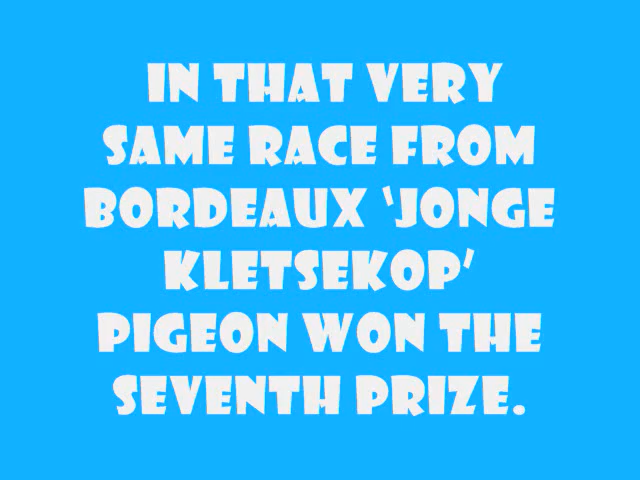 IN THAT VERY
SAME RACE FROM
BORDEAUX 'JONGE
KLETSEKOP'
PIGEON WON THE
SEVENTH PRIZE.